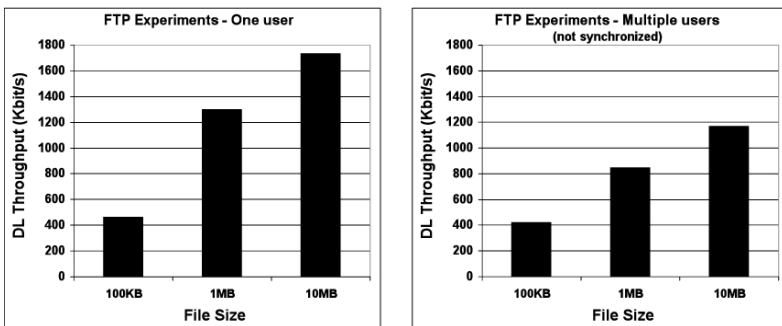 FTP Experiments - One user
DL Throughput (Kbit/s)
1800
1600
1400
1200
1000
800
600
400
200
0
100KB
1MB
10MB
File Size
FTP Experiments - Multiple users
(not synchronized)
DL Throughput (Kbit/s)
1800
1600
1400
1200
1000
800
600
400
200
0
100KB
1MB
10MB
File Size